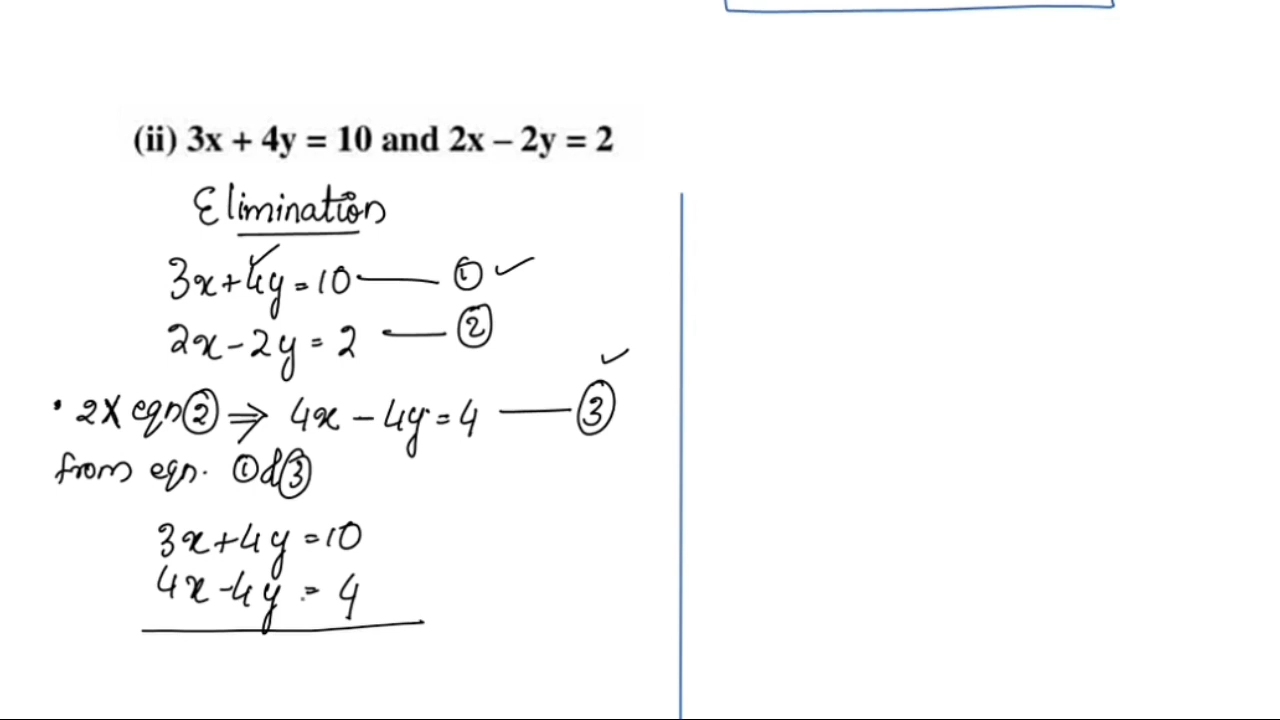 (ii) 3x + 4y = 10 and 2x – 2y = 2
Elimination
3x+4y=10 —— ①
2x-2y=2 —— ②
• 2X eqn② ⇒ 4x-4y=4 —— ③
from eqn. ①&③
3x+4y=10
4x-4y=4